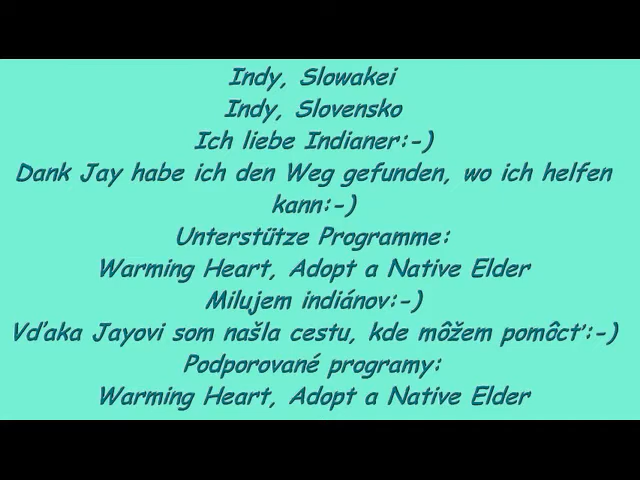 Indy, Slowakei
Indy, Slovensko
Ich liebe Indianer:-)
Dank Jay habe ich den Weg gefunden, wo ich helfen
kann:-)
Unterstütze Programme:
Warming Heart, Adopt a Native Elder
Milujem indiánov:-)
Vďaka Jayovi som našla cestu, kde môžem pomôcť:-)
Podporované programy:
Warming Heart, Adopt a Native Elder